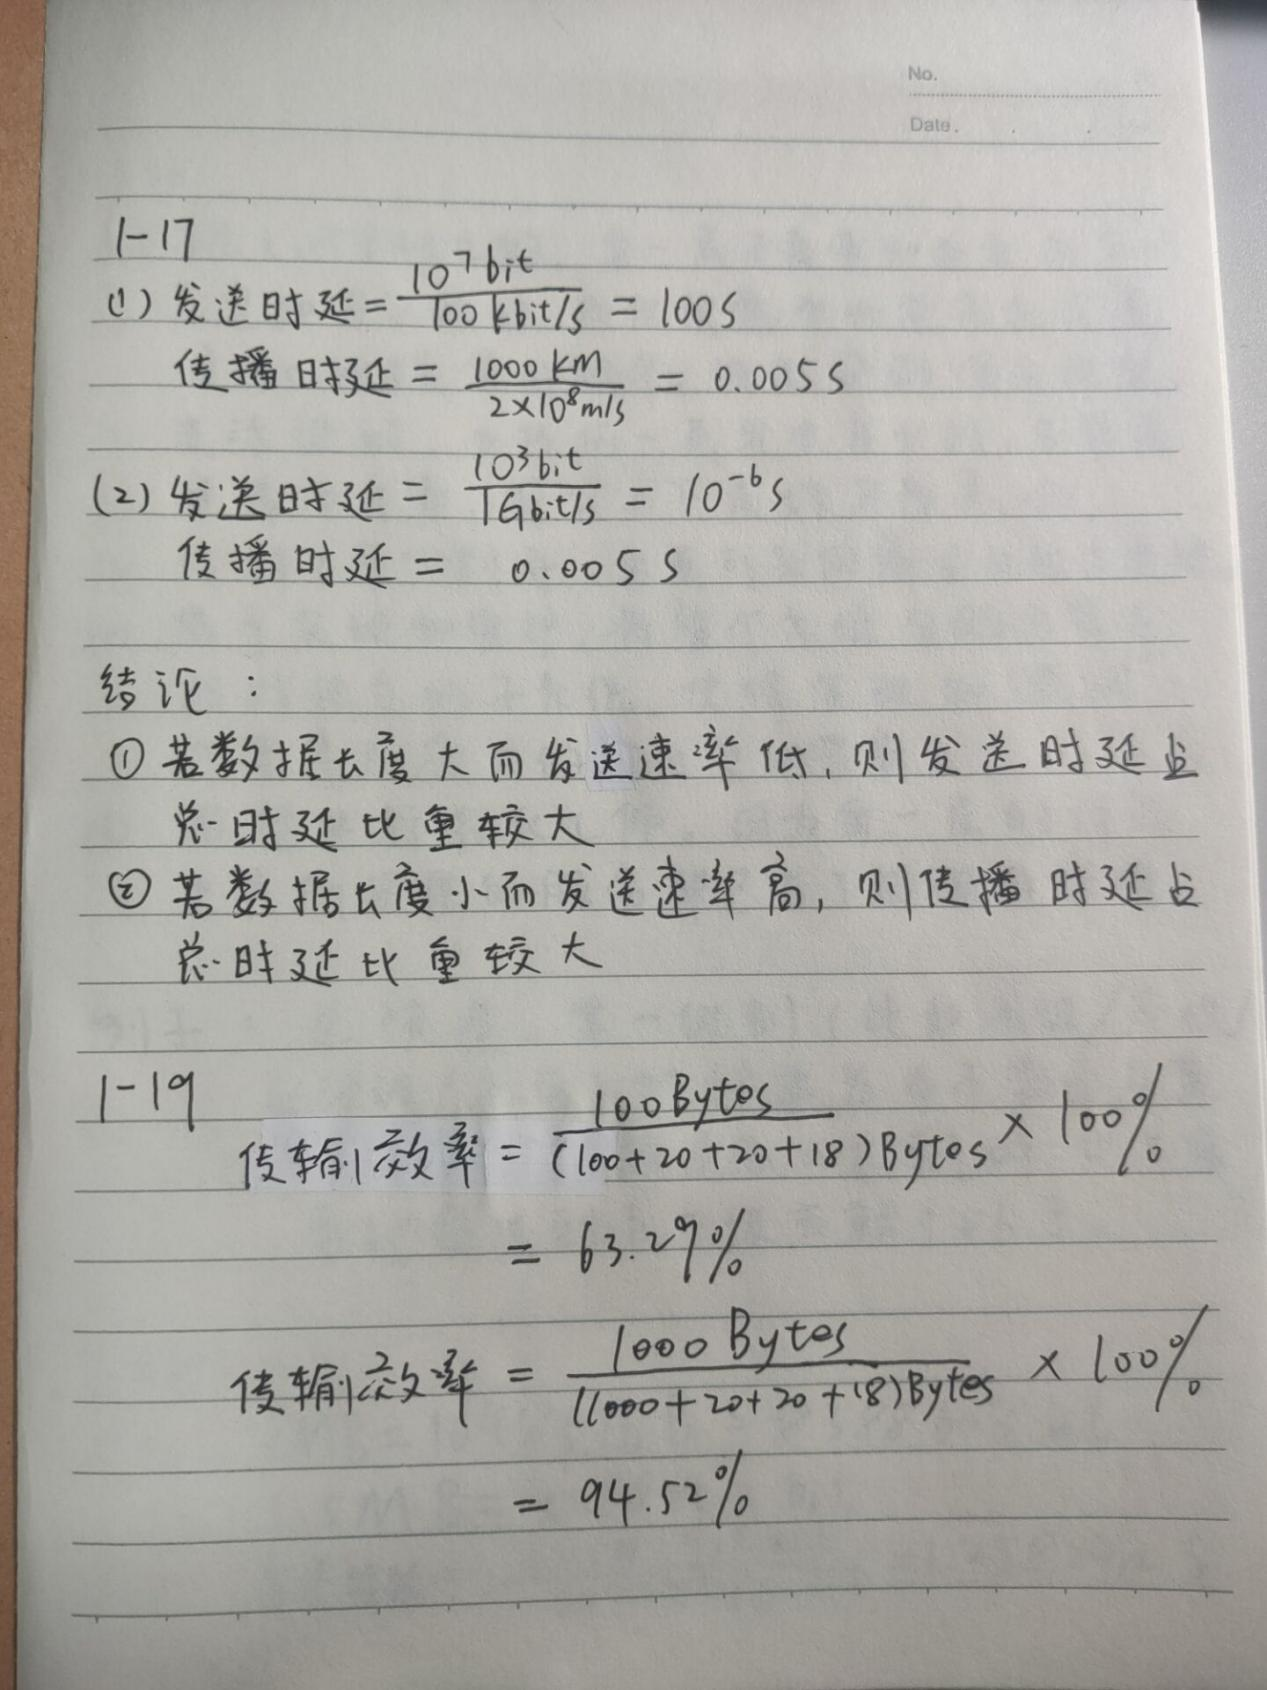 No.
Date.
1-17
(1) 发送时延 = 10⁷bit / 100 kbit/s = 100s
传播时延 = 1000 km / 2×10⁸m/s = 0.005s
(2) 发送时延 = 10³bit / 1Gbit/s = 10⁻⁶s
传播时延 = 0.005s
结论:
① 若数据长度大而发送速率低, 则发送时延占
总时延比重较大
② 若数据长度小而发送速率高, 则传播时延占
总时延比重较大
1-19
传输效率 = 100Bytes / (100+20+20+18)Bytes × 100%
= 63.29%
传输效率 = 1000 Bytes / (1000+20+20+18)Bytes × 100%
= 94.52%